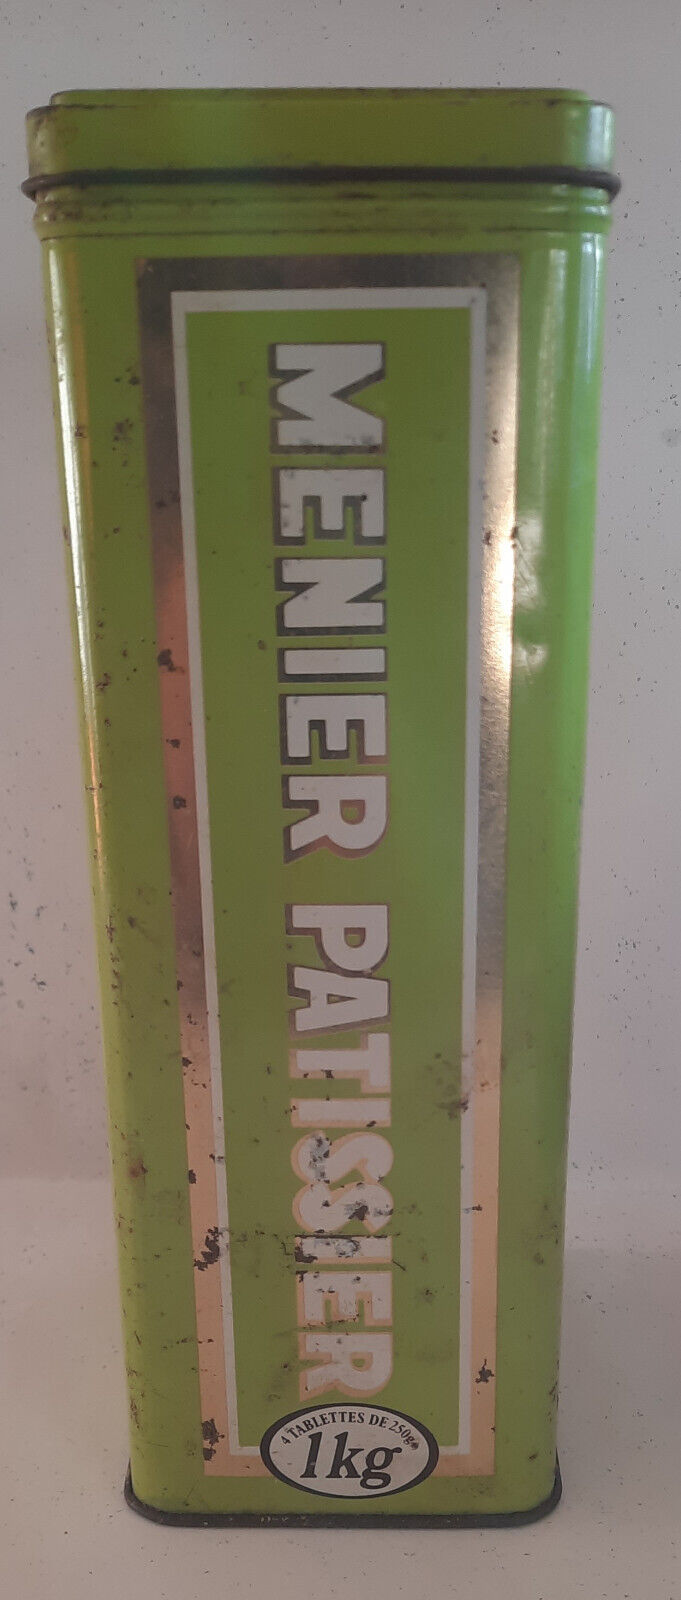 MENIER PATISSIER
4 TABLETTES DE 250g
1kg